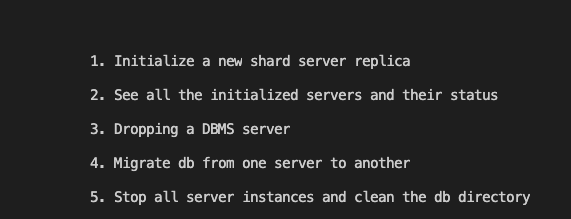 1. Initialize a new shard server replica
2. See all the initialized servers and their status
3. Dropping a DBMS server
4. Migrate db from one server to another
5. Stop all server instances and clean the db directory